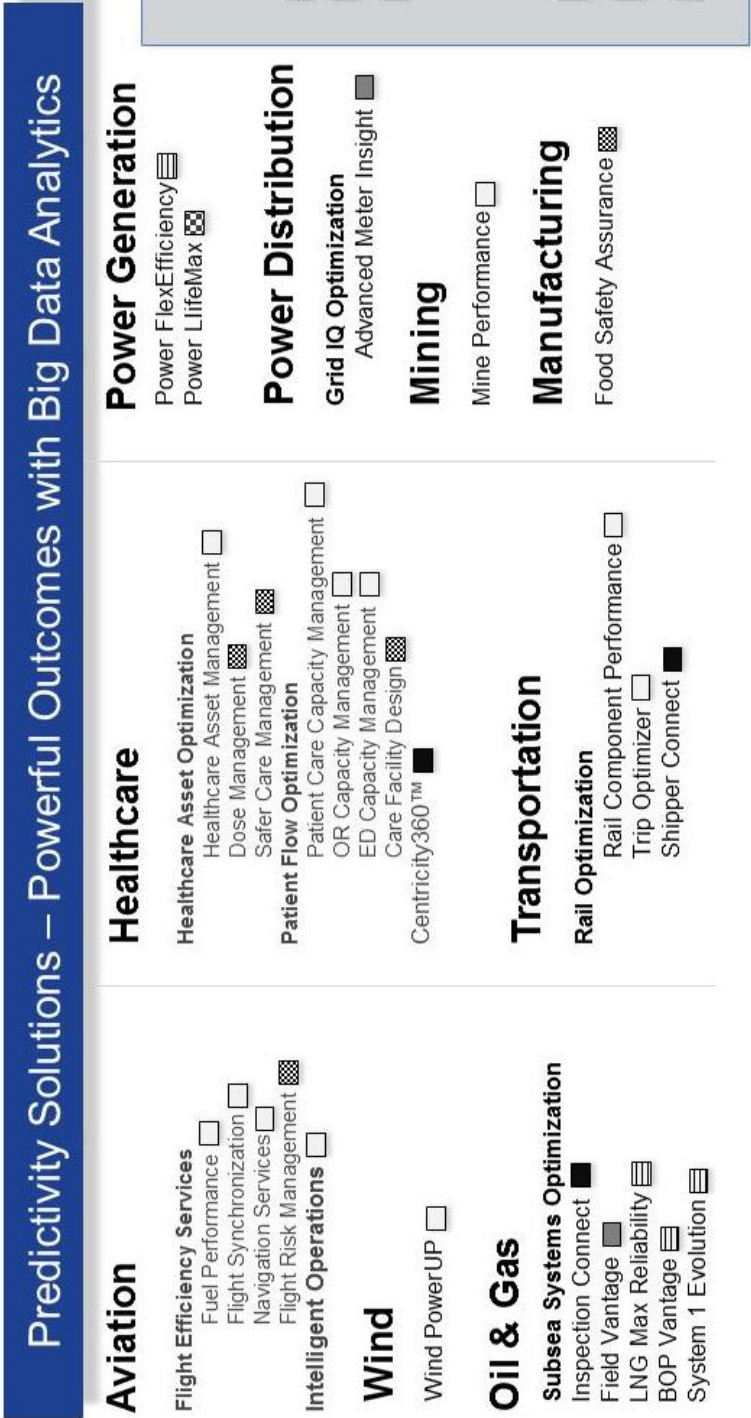 Predictivity Solutions – Powerful Outcomes with Big Data Analytics
Aviation
Flight Efficiency Services
Fuel Performance
Flight Synchronization
Navigation Services
Flight Risk Management
Intelligent Operations
Wind
Wind PowerUP
Oil & Gas
Subsea Systems Optimization
Inspection Connect
Field Vantage
LNG Max Reliability
BOP Vantage
System 1 Evolution
Healthcare
Healthcare Asset Optimization
Healthcare Asset Management
Dose Management
Safer Care Management
Patient Flow Optimization
Patient Care Capacity Management
OR Capacity Management
ED Capacity Management
Care Facility Design
Centricity360™
Transportation
Rail Optimization
Rail Component Performance
Trip Optimizer
Shipper Connect
Power Generation
Power FlexEfficiency
Power LlifeMax
Power Distribution
Grid IQ Optimization
Advanced Meter Insight
Mining
Mine Performance
Manufacturing
Food Safety Assurance